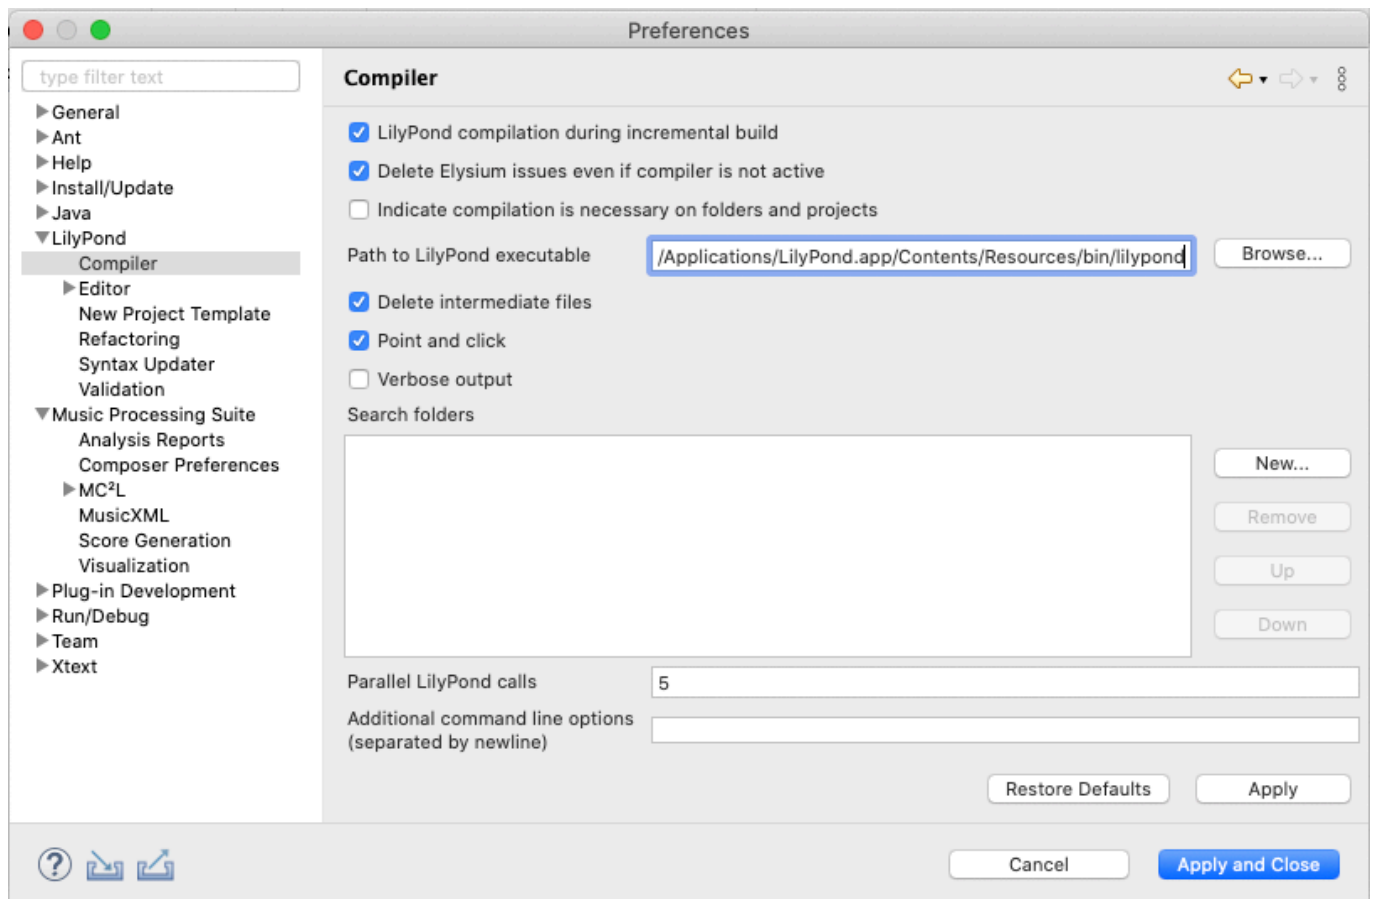 Preferences
type filter text
General
Ant
Help
Install/Update
Java
LilyPond
Compiler
Editor
New Project Template
Refactoring
Syntax Updater
Validation
Music Processing Suite
Analysis Reports
Composer Preferences
MC²L
MusicXML
Score Generation
Visualization
Plug-in Development
Run/Debug
Team
Xtext
Compiler
LilyPond compilation during incremental build
Delete Elysium issues even if compiler is not active
Indicate compilation is necessary on folders and projects
Path to LilyPond executable /Applications/LilyPond.app/Contents/Resources/bin/lilypond Browse...
Delete intermediate files
Point and click
Verbose output
Search folders
New...
Remove
Up
Down
Parallel LilyPond calls 5
Additional command line options
(separated by newline)
Restore Defaults Apply
? Cancel Apply and Close